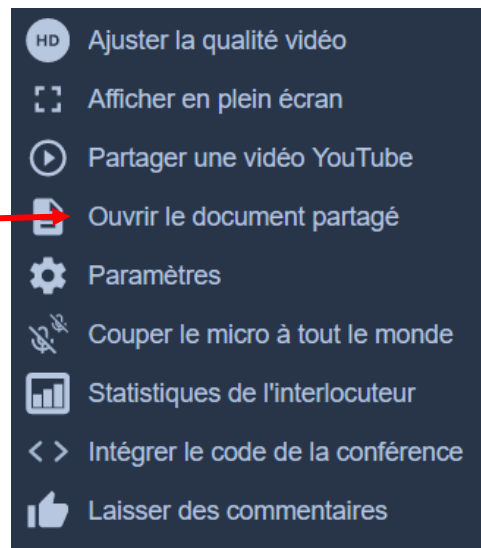 HD Ajuster la qualité vidéo
Afficher en plein écran
Partager une vidéo YouTube
Ouvrir le document partagé
Paramètres
Couper le micro à tout le monde
Statistiques de l'interlocuteur
Intégrer le code de la conférence
Laisser des commentaires